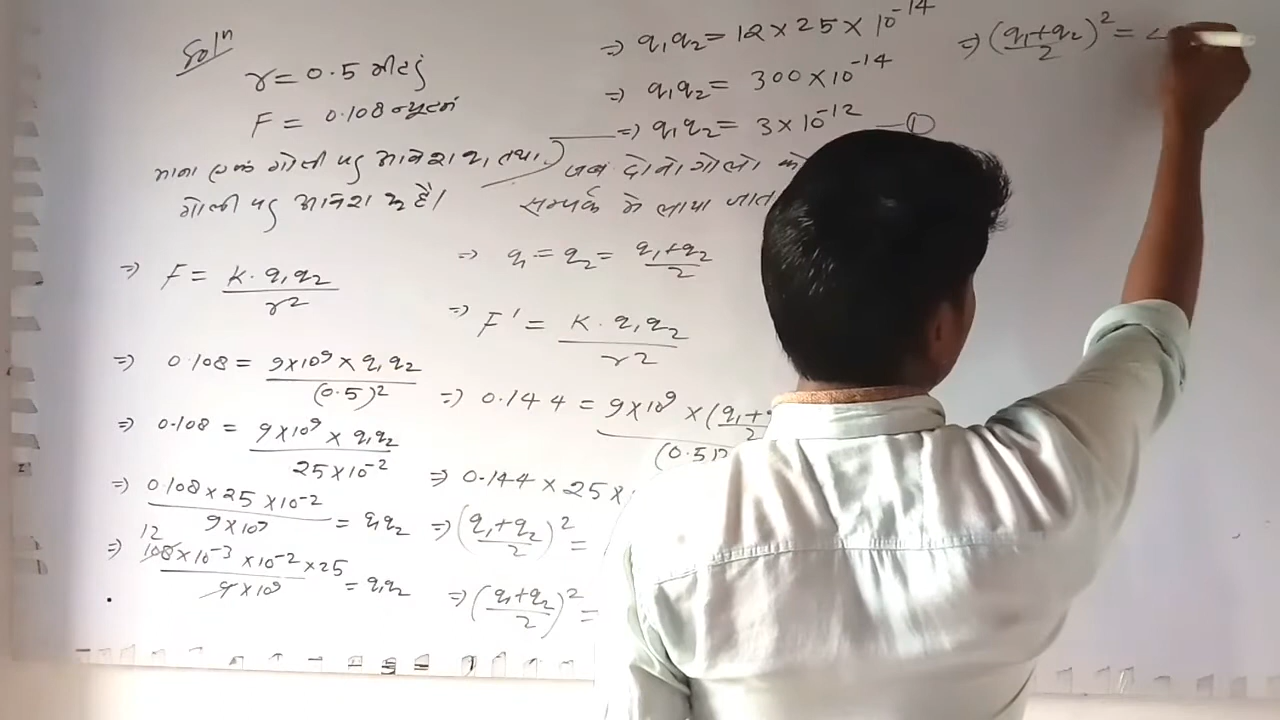 Solⁿ
r = 0.5 मीटर
F = 0.108 न्यूटन
माना एक गोली पर आवेश q₁ तथा
गोली पर आवेश q₂ है।
=> F = K·q₁q₂ / r²
=> 0.108 = 9×10⁹ × q₁q₂ / (0.5)²
=> 0.108 = 9×10⁹ × q₁q₂ / 25×10⁻²
=> 0.108 × 25 × 10⁻² / 9×10⁹ = q₁q₂
12
=> 108×10⁻³ × 10⁻² × 25 / 9×10⁹ = q₁q₂
=> q₁q₂ = 12 × 25 × 10⁻¹⁴
=> q₁q₂ = 300 × 10⁻¹⁴
=> q₁q₂ = 3 × 10⁻¹² — ①
जब दोनो गोलो को
सम्पर्क मे लाया जात
=> q₁ = q₂ = q₁+q₂ / 2
=> F' = K·q₁q₂ / r²
=> 0.144 = 9×10⁹ × (q₁+ / 2 / (0.5)
=> 0.144 × 25 ×
=> (q₁+q₂ / 2)² =
=> (q₁+q₂ / 2)² =
=> (q₁+q₂ / 2)² =